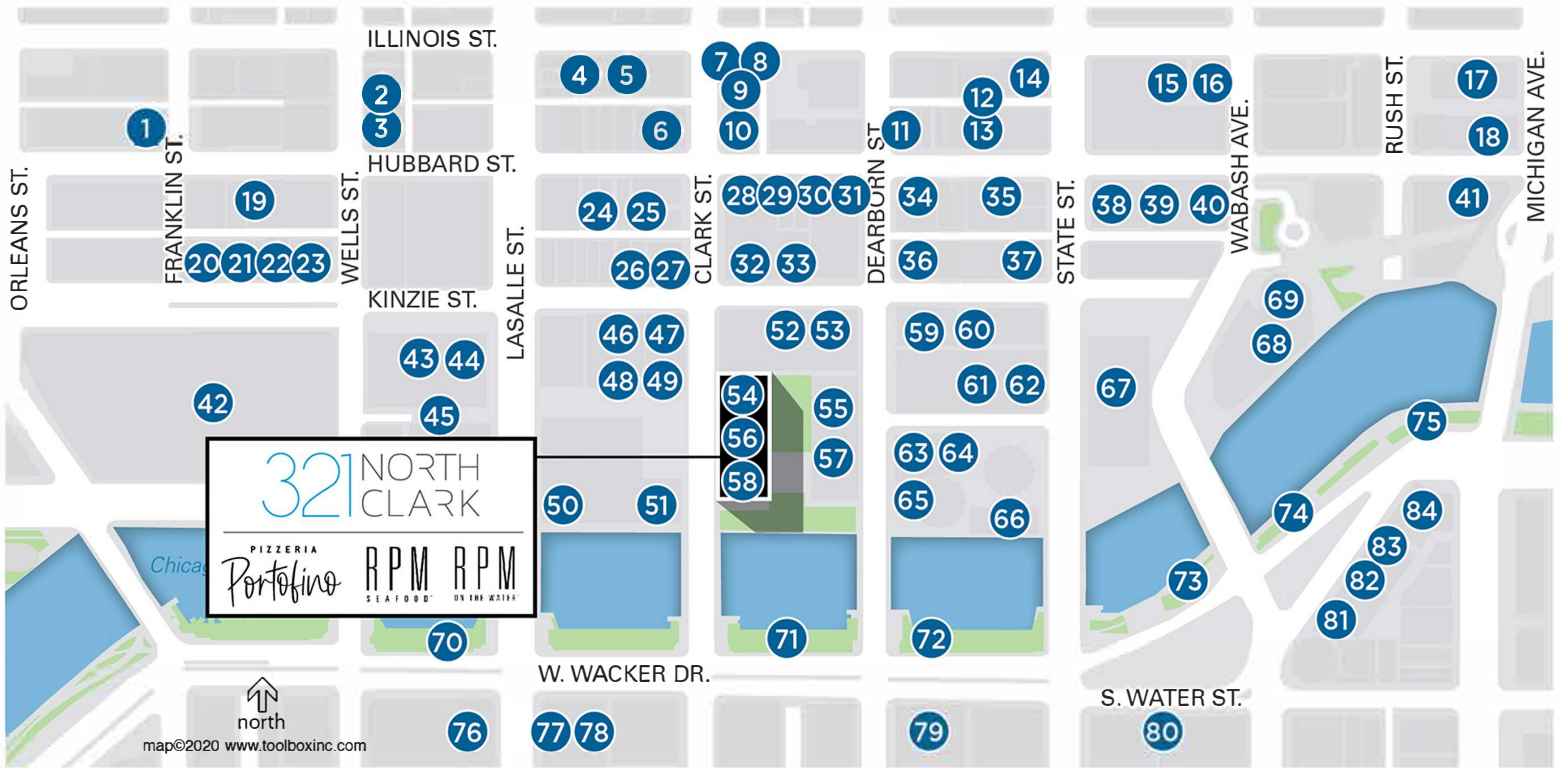 ILLINOIS ST.
7 8
4 5
14
15 16
17
2
9
12
1
3
6
10
11
13
18
HUBBARD ST.
ORLEANS ST.
FRANKLIN ST.
WELLS ST.
LASALLE ST.
CLARK ST.
DEARBORN ST
STATE ST.
WABASH AVE.
RUSH ST.
MICHIGAN AVE.
19
24 25
28 29 30 31
34 35
38 39 40
41
20 21 22 23
26 27
32 33
36 37
KINZIE ST.
69
46 47
52 53
59 60
68
43 44
48 49
61 62
67
42
54
55
45
75
56
57
63 64
58
321 NORTH
CLARK
50 51
65
66
74
84
83
PIZZERIA
Portofino
RPM
SEAFOOD
RPM
ON THE WATER
Chicag
73
82
81
70
71
72
W. WACKER DR.
S. WATER ST.
north
76
77 78
79
80
map©2020 www.toolboxinc.com